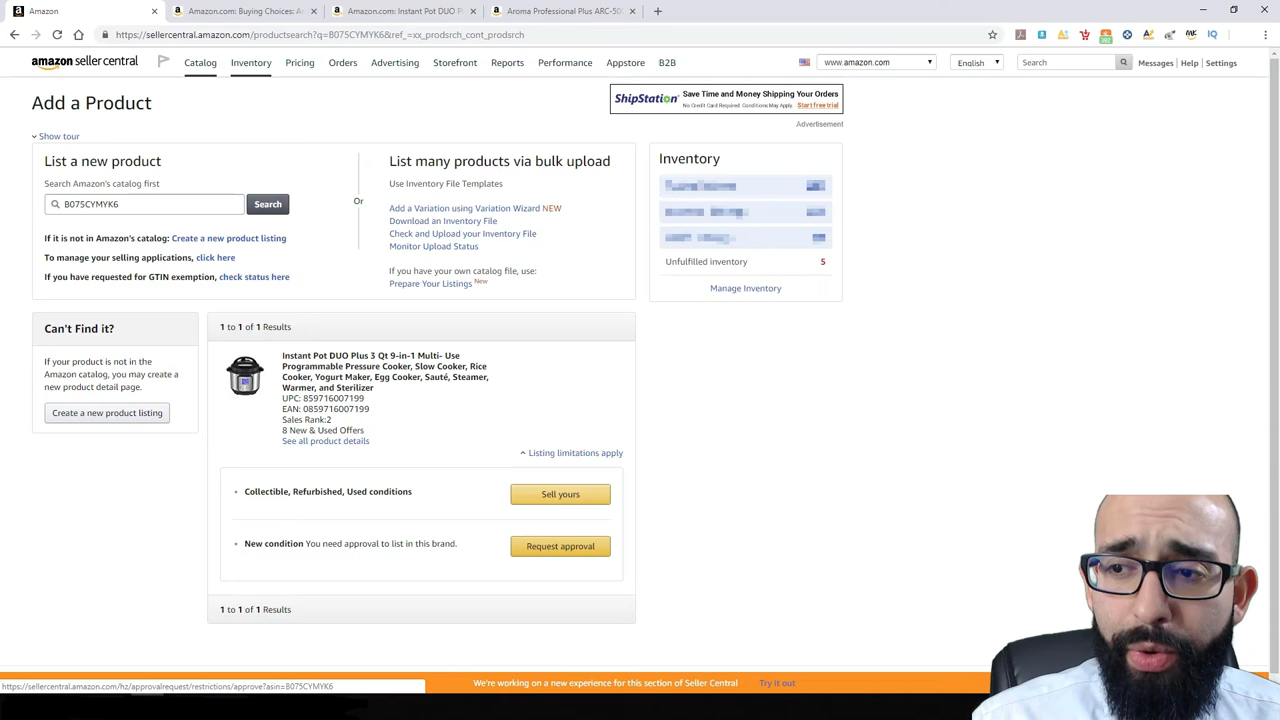 Amazon
Amazon.com: Buying Choices: A
Amazon.com: Instant Pot DUO Pl
Aroma Professional Plus ARC-500
https://sellercentral.amazon.com/productsearch?q=B075CYMYK6&ref_=xx_prodsrch_cont_prodsrch
amazon seller central
Catalog Inventory Pricing Orders Advertising Storefront Reports Performance Appstore B2B
www.amazon.com
English
Search
Messages | Help | Settings
Add a Product
ShipStation
Save Time and Money Shipping Your Orders
No Credit Card Required. Conditions May Apply. Start free trial
Advertisement
Show tour
List a new product
Search Amazon's catalog first
B075CYMYK6
Search
If it is not in Amazon's catalog: Create a new product listing
To manage your selling applications, click here
If you have requested for GTIN exemption, check status here
Or
List many products via bulk upload
Use Inventory File Templates
Add a Variation using Variation Wizard NEW
Download an Inventory File
Check and Upload your Inventory File
Monitor Upload Status
If you have your own catalog file, use:
Prepare Your Listings New
Inventory
Unfulfilled inventory 5
Manage Inventory
Can't Find it?
If your product is not in the
Amazon catalog, you may create a
new product detail page.
Create a new product listing
1 to 1 of 1 Results
Instant Pot DUO Plus 3 Qt 9-in-1 Multi- Use
Programmable Pressure Cooker, Slow Cooker, Rice
Cooker, Yogurt Maker, Egg Cooker, Sauté, Steamer,
Warmer, and Sterilizer
UPC: 859716007199
EAN: 0859716007199
Sales Rank:2
8 New & Used Offers
See all product details
Listing limitations apply
Collectible, Refurbished, Used conditions
Sell yours
New condition You need approval to list in this brand.
Request approval
1 to 1 of 1 Results
We're working on a new experience for this section of Seller Central Try it out
https://sellercentral.amazon.com/hz/approvalrequest/restrictions/approve?asin=B075CYMYK6